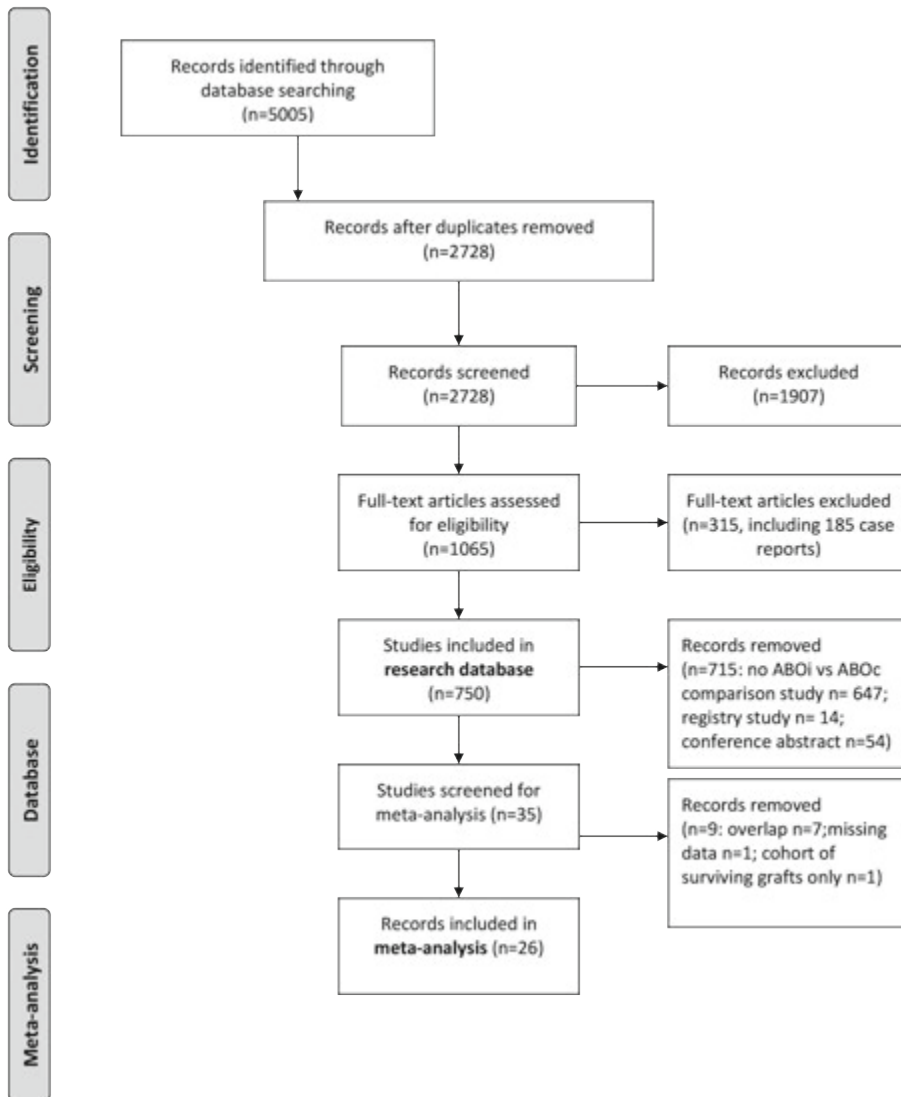 Identification
Records identified through
database searching
(n=5005)
Records after duplicates removed
(n=2728)
Screening
Records screened
(n=2728)
Records excluded
(n=1907)
Eligibility
Full-text articles assessed
for eligibility
(n=1065)
Full-text articles excluded
(n=315, including 185 case
reports)
Studies included in
research database
(n=750)
Records removed
(n=715: no ABOi vs ABOc
comparison study n= 647;
registry study n= 14;
conference abstract n=54)
Database
Studies screened for
meta-analysis (n=35)
Records removed
(n=9: overlap n=7;missing
data n=1; cohort of
surviving grafts only n=1)
Meta-analysis
Records included in
meta-analysis (n=26)